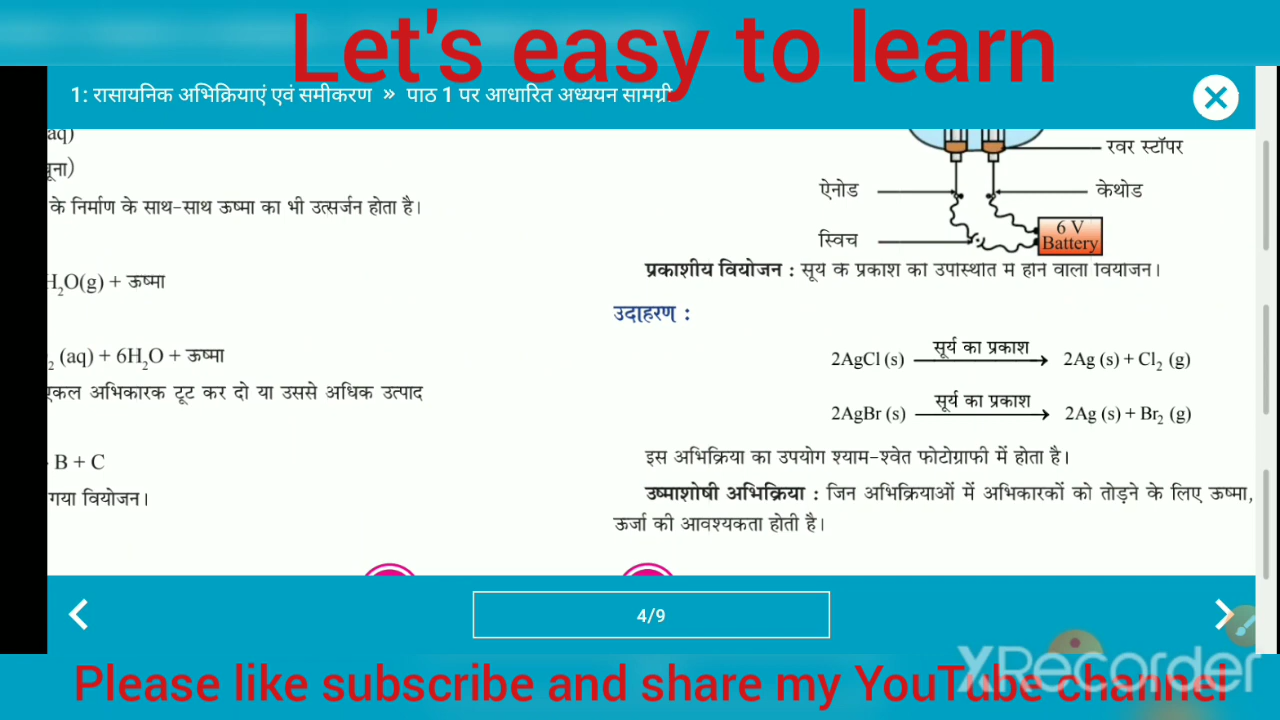 Let's easy to learn
1: रासायनिक अभिक्रियाएं एवं समीकरण » पाठ 1 पर आधारित अध्ययन सामग्री
aq)
चूना)
के निर्माण के साथ-साथ ऊष्मा का भी उत्सर्जन होता है।
H₂O(g) + ऊष्मा
₂ (aq) + 6H₂O + ऊष्मा
एकल अभिकारक टूट कर दो या उससे अधिक उत्पाद
B + C
गया वियोजन।
रवर स्टॉपर
ऐनोड
केथोड
स्विच
6 V
Battery
प्रकाशीय वियोजन : सूर्य के प्रकाश की उपस्थिति में होने वाला वियोजन।
उदाहरण :
2AgCl (s) सूर्य का प्रकाश ⟶ 2Ag (s) + Cl₂ (g)
2AgBr (s) सूर्य का प्रकाश ⟶ 2Ag (s) + Br₂ (g)
इस अभिक्रिया का उपयोग श्याम-श्वेत फोटोग्राफी में होता है।
उष्माशोषी अभिक्रिया : जिन अभिक्रियाओं में अभिकारकों को तोड़ने के लिए ऊष्मा,
ऊर्जा की आवश्यकता होती है।
4/9
XRecorder
Please like subscribe and share my YouTube channel